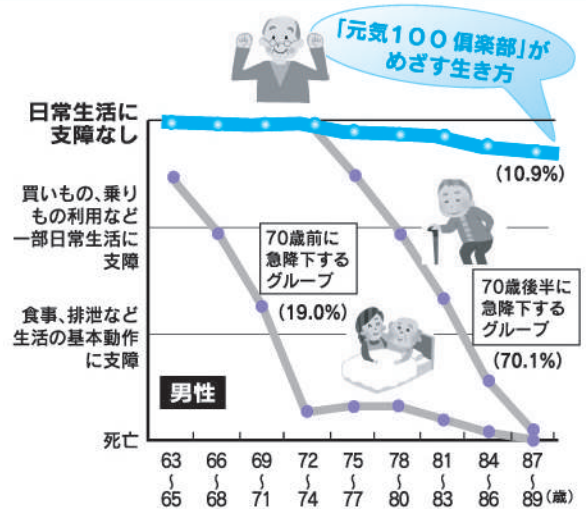 「元気１００倶楽部」が
めざす生き方
日常生活に
支障なし
(10.9%)
買いもの、乗り
もの利用など
一部日常生活に
支障
70歳前に
急降下する
グループ
(19.0%)
70歳後半に
急降下する
グループ
(70.1%)
食事、排泄など
生活の基本動作
に支障
男性
死亡
63 66 69 72 75 78 81 84 87
〜 〜 〜 〜 〜 〜 〜 〜 〜
65 68 71 74 77 80 83 86 89 (歳)